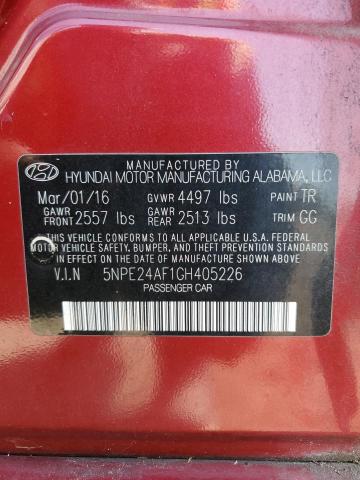 MANUFACTURED BY
HYUNDAI MOTOR MANUFACTURING ALABAMA, LLC
Mar/01/16 GVWR 4497 lbs PAINT TR
GAWR FRONT 2557 lbs GAWR REAR 2513 lbs TRIM GG
THIS VEHICLE CONFORMS TO ALL APPLICABLE U.S.A. FEDERAL
MOTOR VEHICLE SAFETY, BUMPER, AND THEFT PREVENTION STANDARDS
IN EFFECT ON THE DATE OF MANUFACTURE SHOWN ABOVE.
V.I.N 5NPE24AF1GH405226
PASSENGER CAR